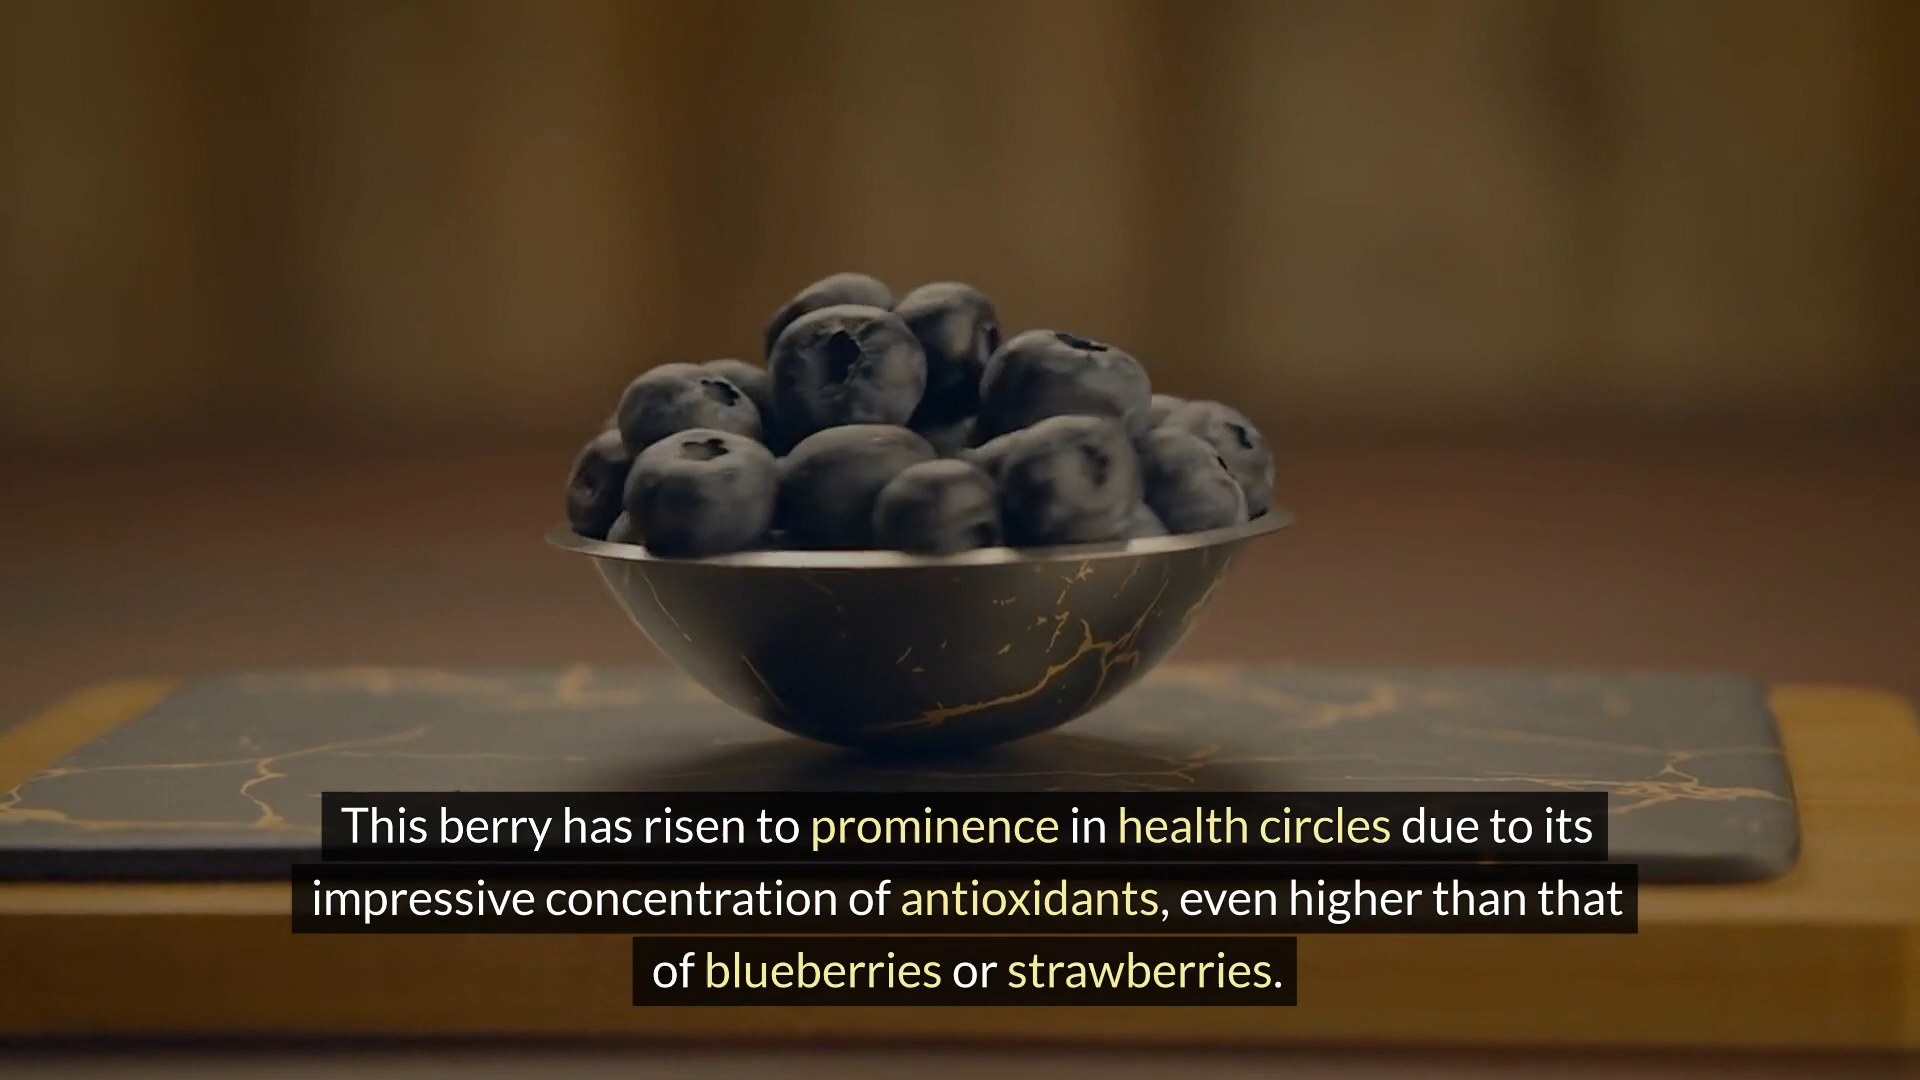 This berry has risen to prominence in health circles due to its
impressive concentration of antioxidants, even higher than that
of blueberries or strawberries.